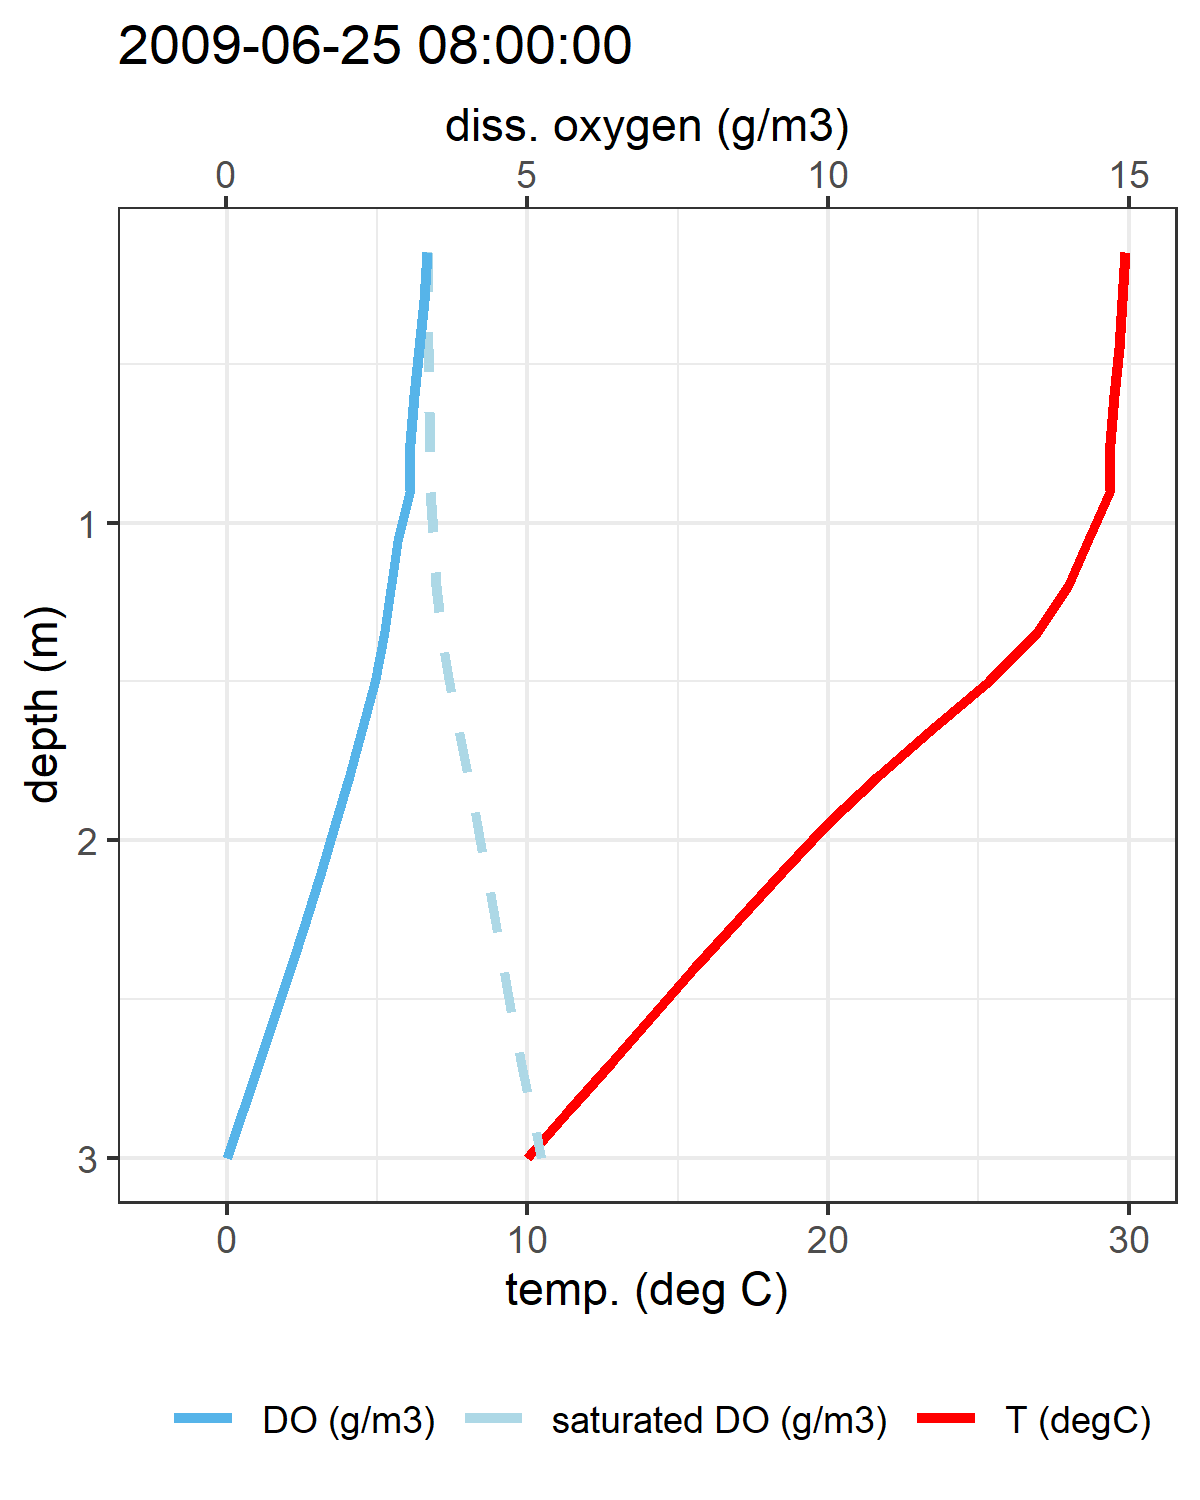 2009-06-25 08:00:00
diss. oxygen (g/m3)
0 5 10 15
depth (m)
1
2
3
0 10 20 30
temp. (deg C)
DO (g/m3) saturated DO (g/m3) T (degC)